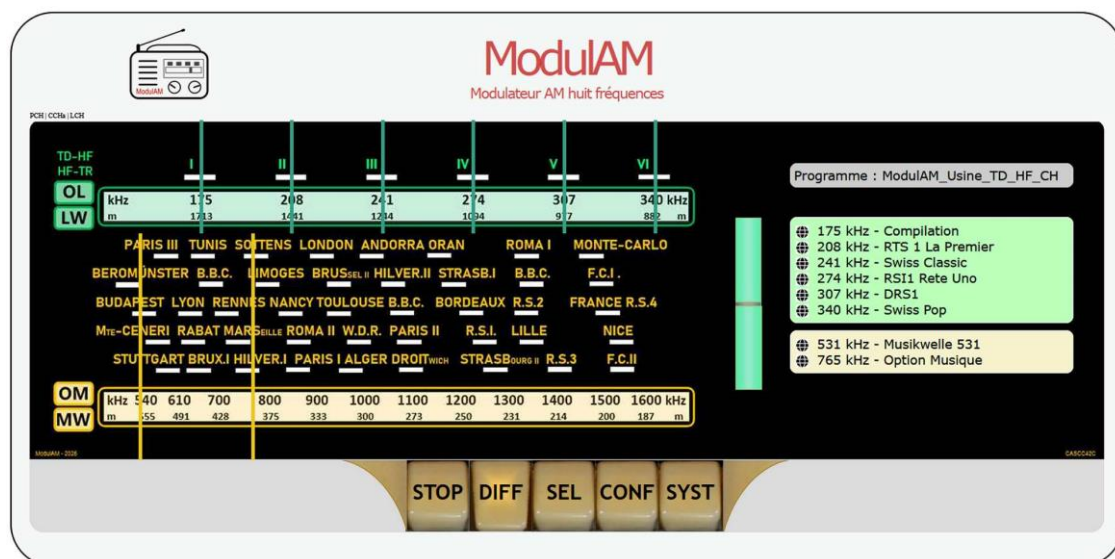 ModulAM
ModulAM
Modulateur AM huit fréquences
PCH | CCHs | LCH
TD-HF
HF-TR
I II III IV V VI
Programme : ModulAM_Usine_TD_HF_CH
OL
LW
kHz 175 208 241 274 307 340 kHz
m 1713 1441 1244 1094 977 882 m
PARIS III TUNIS SOTTENS LONDON ANDORRA ORAN ROMA I MONTE-CARLO
BEROMÜNSTER B.B.C. LIMOGES BRUSSEL II HILVER.II STRASB.I B.B.C. F.C.I .
BUDAPEST LYON RENNES NANCY TOULOUSE B.B.C. BORDEAUX R.S.2 FRANCE R.S.4
MTE-CENERI RABAT MARSEILLE ROMA II W.D.R. PARIS II R.S.I. LILLE NICE
STUTTGART BRUX.I HILVER.I PARIS I ALGER DROITWICH STRASBOURG II R.S.3 F.C.II
OM
MW
kHz 540 610 700 800 900 1000 1100 1200 1300 1400 1500 1600 kHz
m 555 491 428 375 333 300 273 250 231 214 200 187 m
175 kHz - Compilation
208 kHz - RTS 1 La Premier
241 kHz - Swiss Classic
274 kHz - RSI1 Rete Uno
307 kHz - DRS1
340 kHz - Swiss Pop
531 kHz - Musikwelle 531
765 kHz - Option Musique
ModulAM - 2026
STOP DIFF SEL CONF SYST